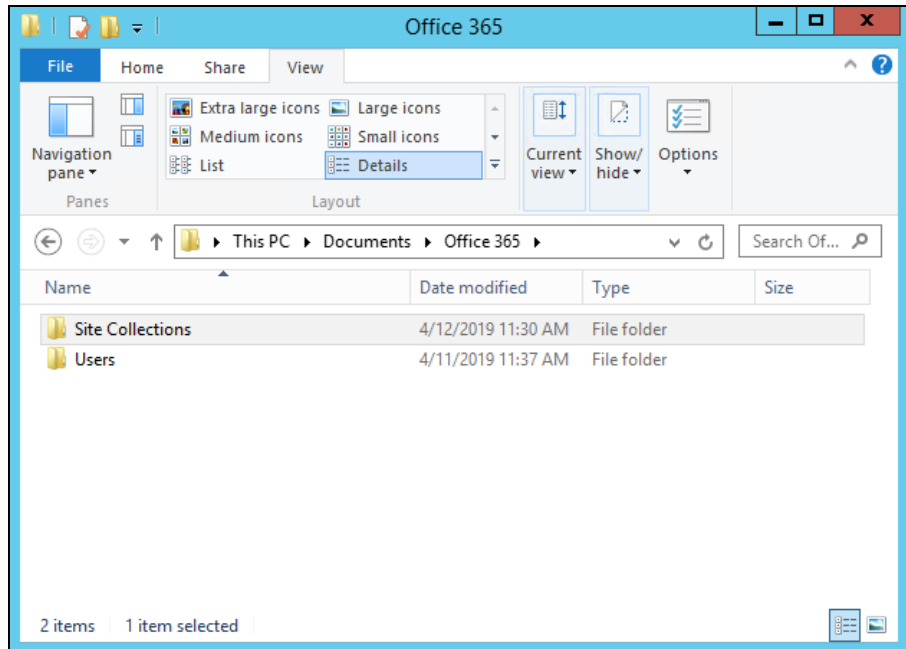 Office 365
File Home Share View
Extra large icons Large icons
Medium icons Small icons
List Details
Navigation pane
Current view
Show/ hide
Options
Panes Layout
This PC Documents Office 365
Search Of...
Name Date modified Type Size
Site Collections 4/12/2019 11:30 AM File folder
Users 4/11/2019 11:37 AM File folder
2 items 1 item selected